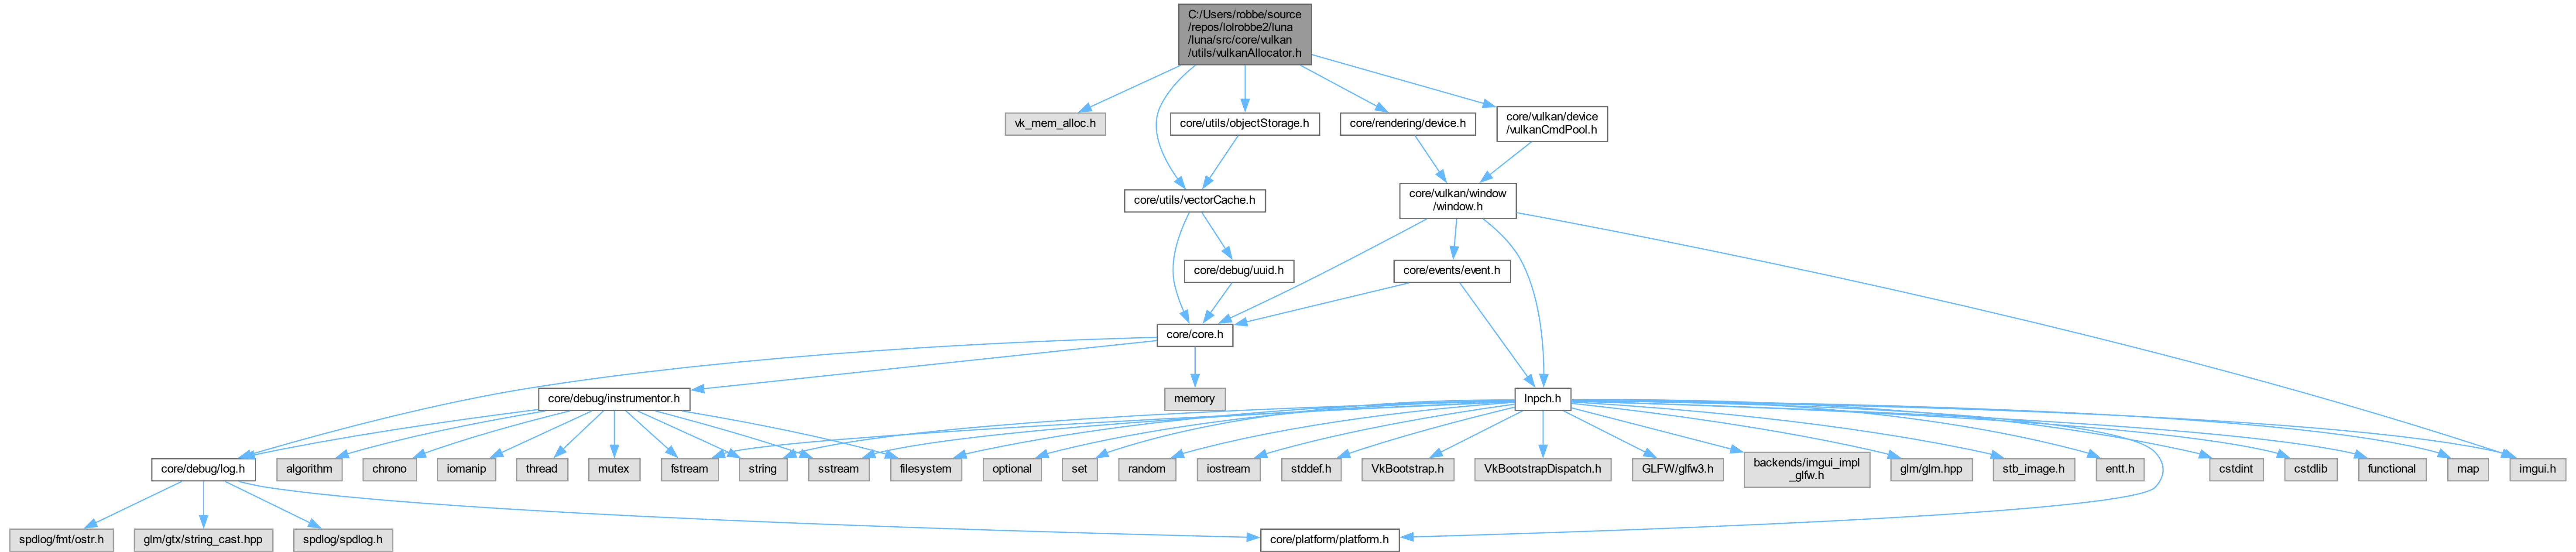 C:/Users/robbe/source
/repos/lolrobbe2/luna
/luna/src/core/vulkan
/utils/vulkanAllocator.h
vk_mem_alloc.h
core/utils/objectStorage.h
core/rendering/device.h
core/vulkan/device
/vulkanCmdPool.h
core/utils/vectorCache.h
core/vulkan/window
/window.h
core/debug/uuid.h
core/events/event.h
core/core.h
core/debug/instrumentor.h
memory
lnpch.h
core/debug/log.h
algorithm
chrono
iomanip
thread
mutex
fstream
string
sstream
filesystem
optional
set
random
iostream
stddef.h
VkBootstrap.h
VkBootstrapDispatch.h
GLFW/glfw3.h
backends/imgui_impl
_glfw.h
glm/glm.hpp
stb_image.h
entt.h
cstdint
cstdlib
functional
map
imgui.h
spdlog/fmt/ostr.h
glm/gtx/string_cast.hpp
spdlog/spdlog.h
core/platform/platform.h